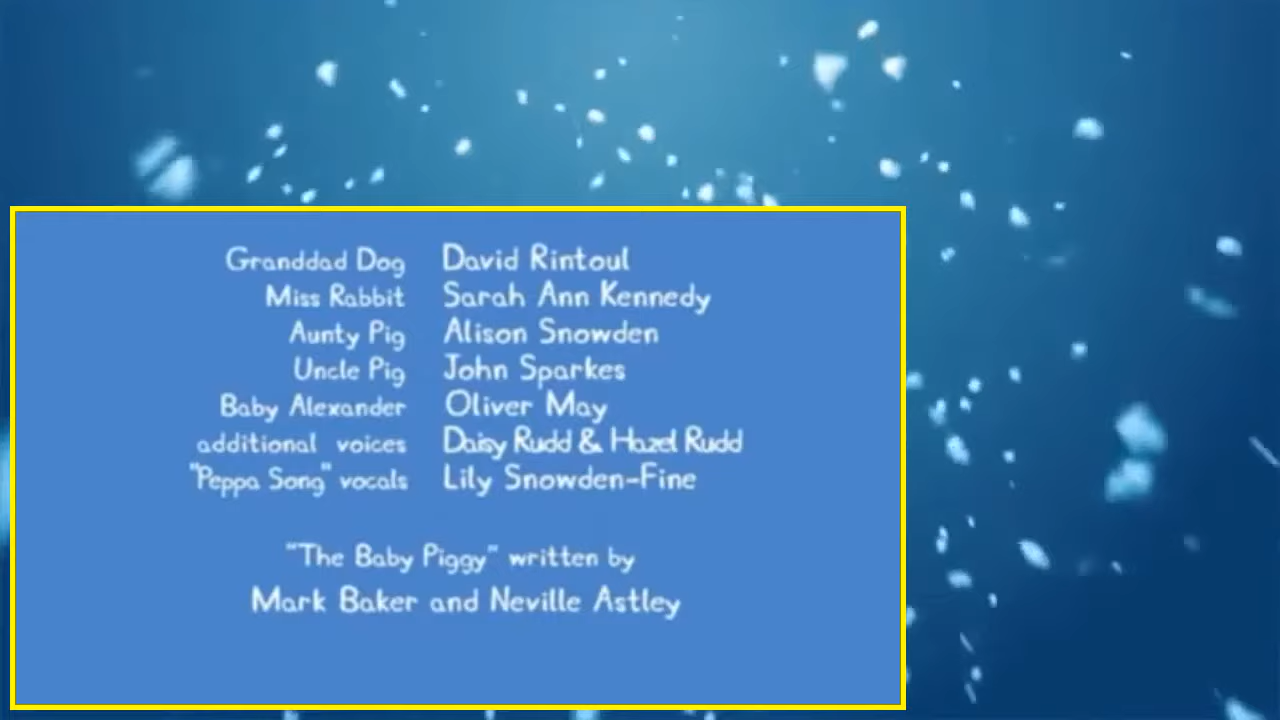 Granddad Dog David Rintoul
Miss Rabbit Sarah Ann Kennedy
Aunty Pig Alison Snowden
Uncle Pig John Sparkes
Baby Alexander Oliver May
additional voices Daisy Rudd & Hazel Rudd
"Peppa Song" vocals Lily Snowden-Fine
"The Baby Piggy" written by
Mark Baker and Neville Astley